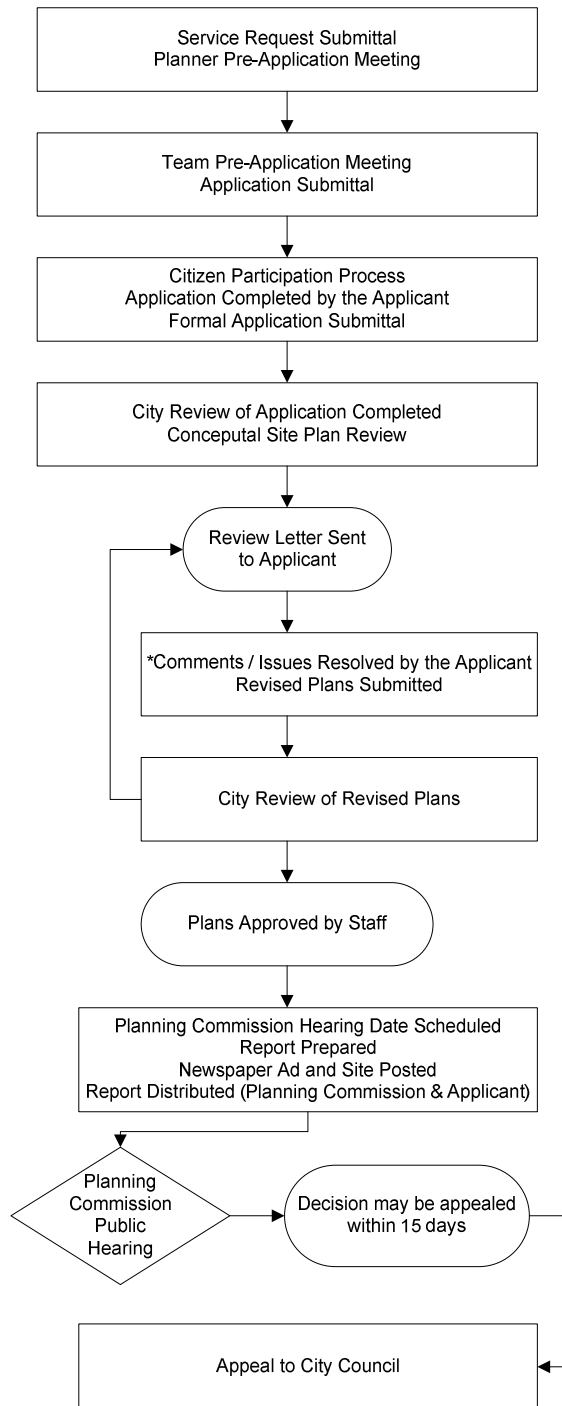 Service Request Submittal
Planner Pre-Application Meeting
Team Pre-Application Meeting
Application Submittal
Citizen Participation Process
Application Completed by the Applicant
Formal Application Submittal
City Review of Application Completed
Conceputal Site Plan Review
Review Letter Sent
to Applicant
*Comments / Issues Resolved by the Applicant
Revised Plans Submitted
City Review of Revised Plans
Plans Approved by Staff
Planning Commission Hearing Date Scheduled
Report Prepared
Newspaper Ad and Site Posted
Report Distributed (Planning Commission & Applicant)
Planning
Commission
Public
Hearing
Decision may be appealed
within 15 days
Appeal to City Council